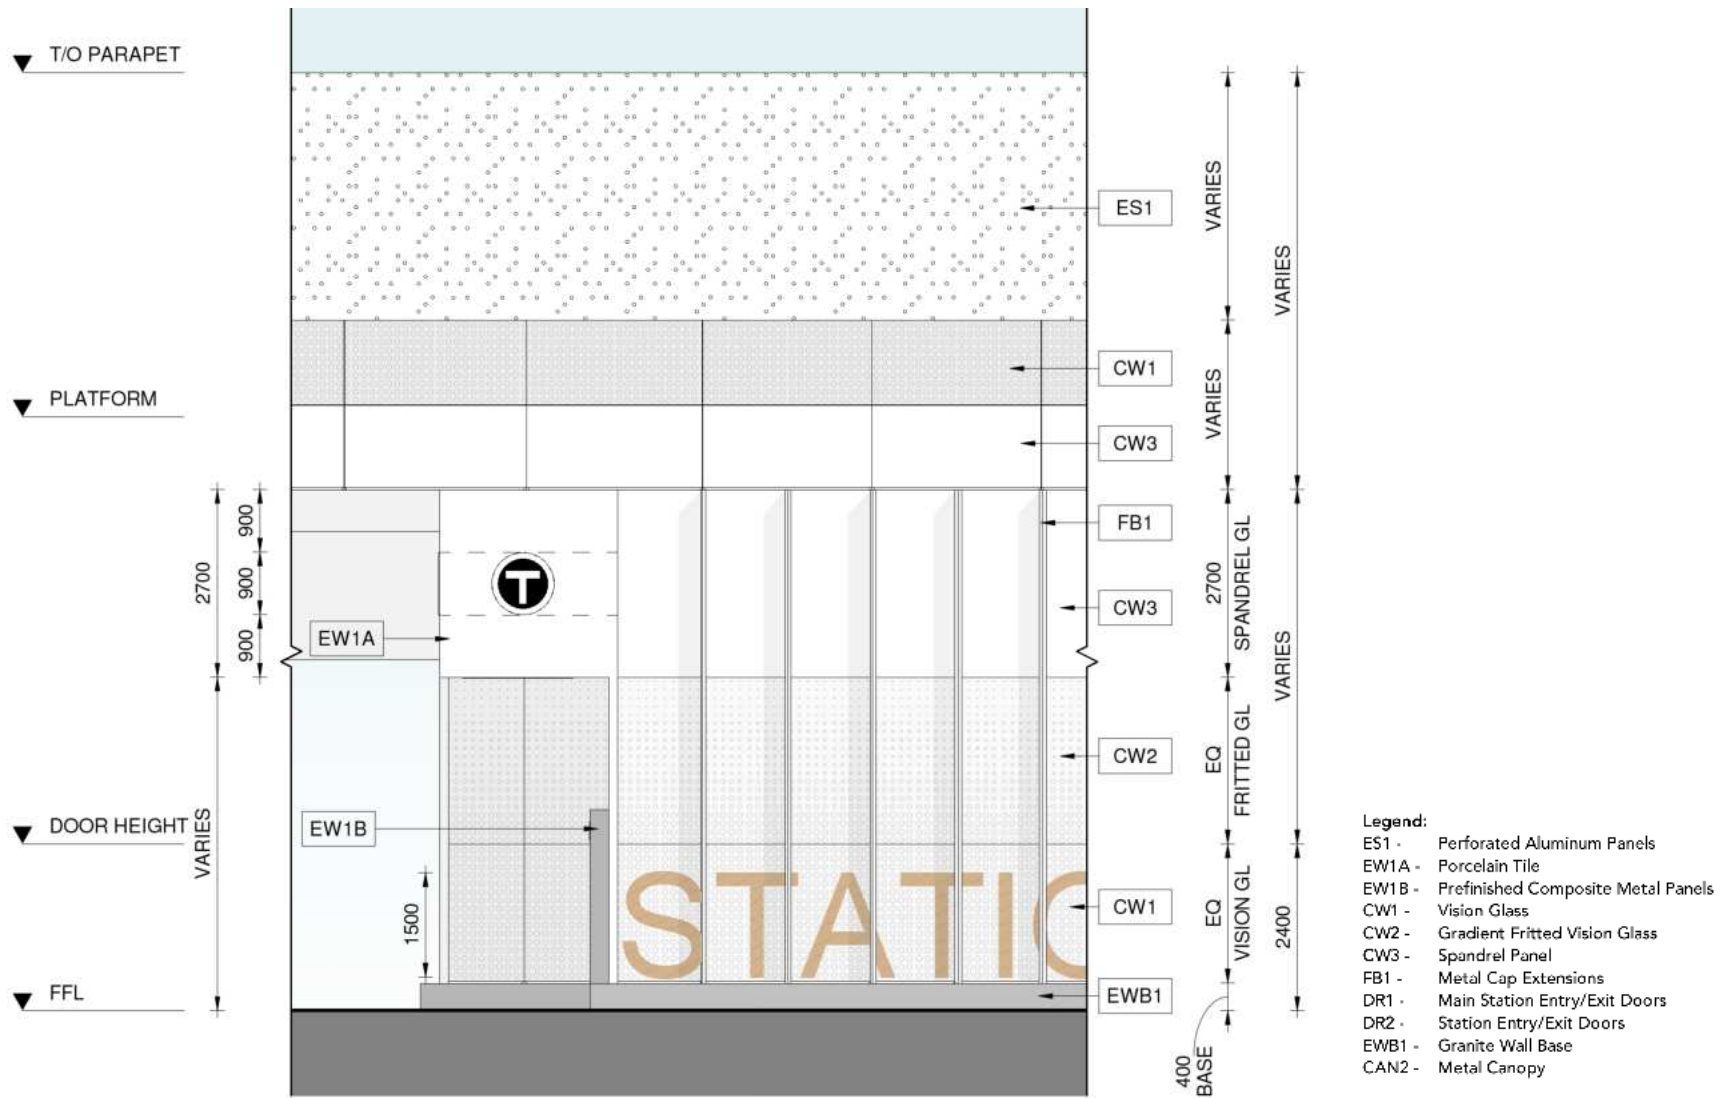 T/O PARAPET
ES1
VARIES
VARIES
CW1
PLATFORM
VARIES
CW3
900
FB1
2700
900
T
2700
SPANDREL GL
CW3
EW1A
900
VARIES
CW2
EQ
FRITTED GL
DOOR HEIGHT
VARIES
EW1B
1500
STATIO
CW1
EQ
VISION GL
2400
FFL
EWB1
400
BASE
Legend:
ES1 - Perforated Aluminum Panels
EW1A - Porcelain Tile
EW1B - Prefinished Composite Metal Panels
CW1 - Vision Glass
CW2 - Gradient Fritted Vision Glass
CW3 - Spandrel Panel
FB1 - Metal Cap Extensions
DR1 - Main Station Entry/Exit Doors
DR2 - Station Entry/Exit Doors
EWB1 - Granite Wall Base
CAN2 - Metal Canopy